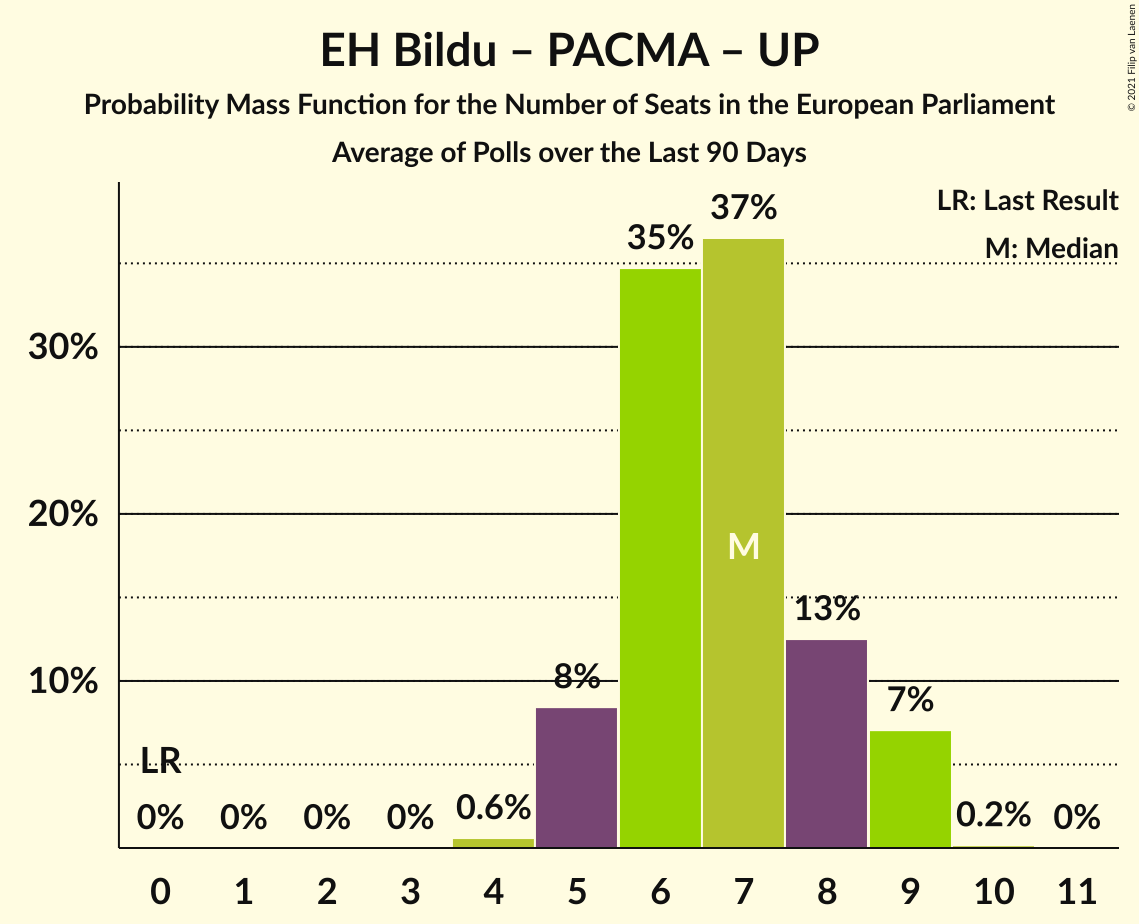 EH Bildu – PACMA – UP
Probability Mass Function for the Number of Seats in the European Parliament
Average of Polls over the Last 90 Days
© 2021 Filip van Laenen
LR: Last Result
M: Median
37%
35%
30%
20%
M
13%
10%
8%
7%
LR
0%
0%
0%
0%
0.6%
0.2%
0%
0 1 2 3 4 5 6 7 8 9 10 11